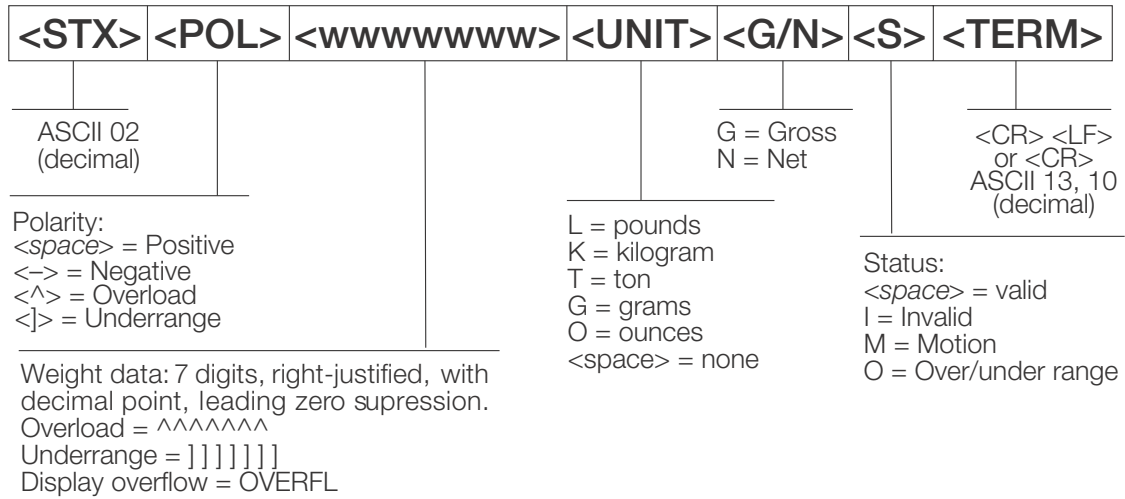 <STX> <POL> <wwwwwww> <UNIT> <G/N> <S> <TERM>
ASCII 02
(decimal)
G = Gross
N = Net
<CR> <LF>
or <CR>
ASCII 13, 10
(decimal)
Polarity:
<space> = Positive
<–> = Negative
<^> = Overload
<]> = Underrange
L = pounds
K = kilogram
T = ton
G = grams
O = ounces
<space> = none
Status:
<space> = valid
I = Invalid
M = Motion
O = Over/under range
Weight data: 7 digits, right-justified, with
decimal point, leading zero supression.
Overload = ^^^^^^^
Underrange = ] ] ] ] ] ] ]
Display overflow = OVERFL